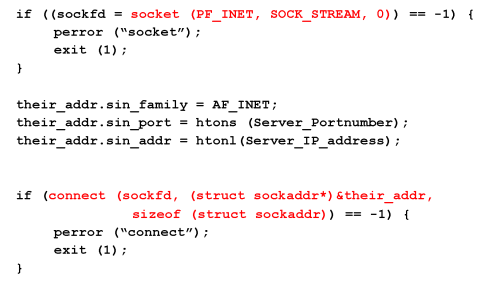 if ((sockfd = socket (PF_INET, SOCK_STREAM, 0)) == -1) {
perror (“socket”);
exit (1);
}
their_addr.sin_family = AF_INET;
their_addr.sin_port = htons (Server_Portnumber);
their_addr.sin_addr = htonl(Server_IP_address);
if (connect (sockfd, (struct sockaddr*)&their_addr,
sizeof (struct sockaddr)) == -1) {
perror (“connect”);
exit (1);
}